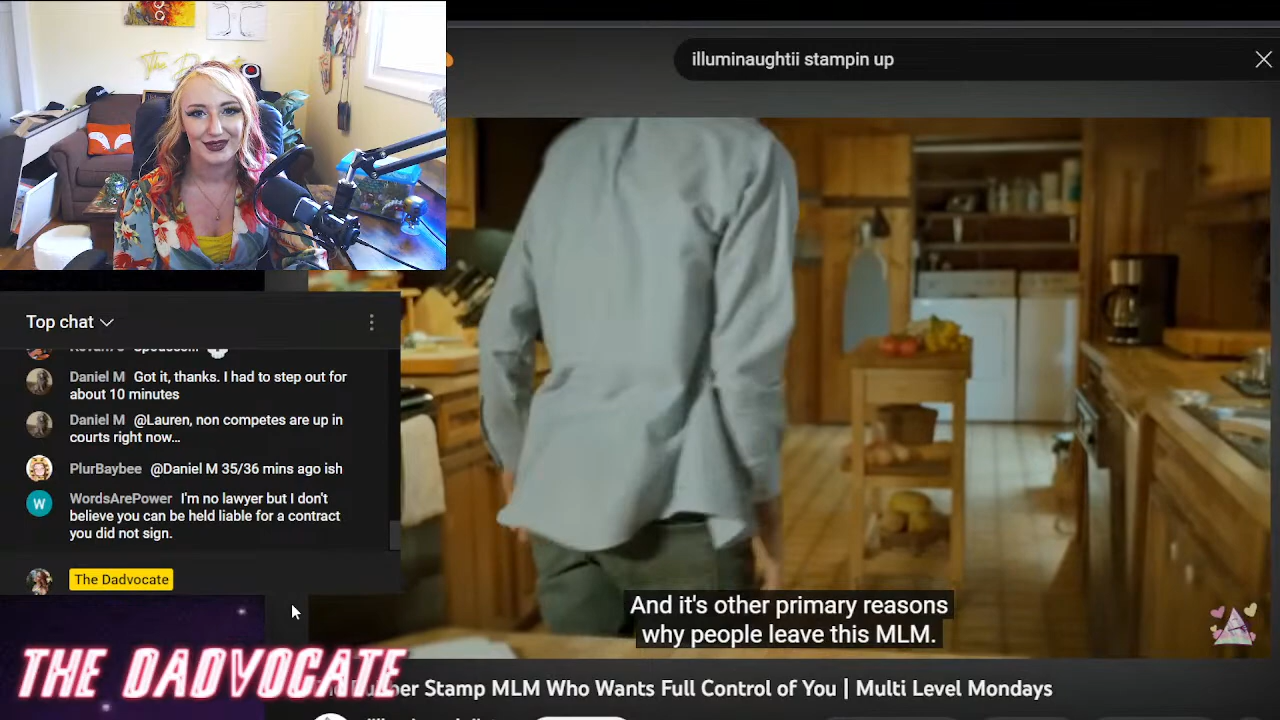 The
illuminaughtii stampin up
Top chat
Daniel M Got it, thanks. I had to step out for
about 10 minutes
Daniel M @Lauren, non competes are up in
courts right now...
PlurBaybee @Daniel M 35/36 mins ago ish
W
WordsArePower I'm no lawyer but I don't
believe you can be held liable for a contract
you did not sign.
The Dadvocate
And it's other primary reasons
why people leave this MLM.
THE DADVOCATE
Stamp MLM Who Wants Full Control of You | Multi Level Mondays